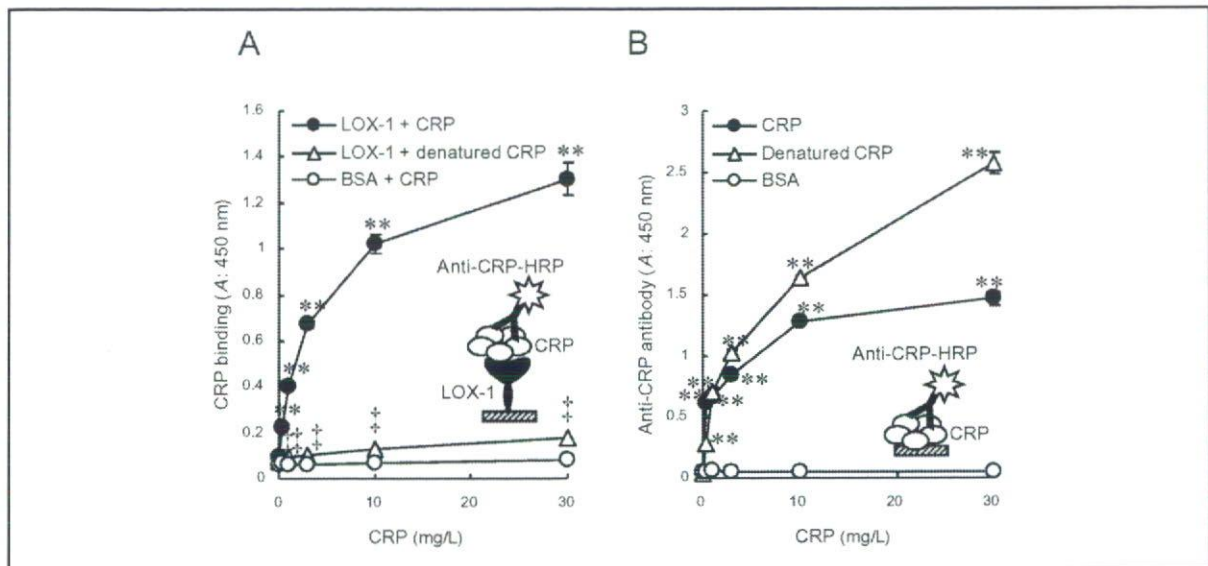 A
1.6
1.4
1.2
1
0.8
0.6
0.4
0.2
0
CRP binding (A: 450 nm)
LOX-1 + CRP
LOX-1 + denatured CRP
BSA + CRP
**
**
**
**
**
‡
‡
‡
‡
‡
‡
‡
‡
Anti-CRP-HRP
CRP
LOX-1
0
10
20
30
CRP (mg/L)
B
3
2.5
2
1.5
1
0.5
0
Anti-CRP antibody (A: 450 nm)
CRP
Denatured CRP
BSA
**
**
**
**
**
**
**
**
**
**
Anti-CRP-HRP
CRP
0
10
20
30
CRP (mg/L)